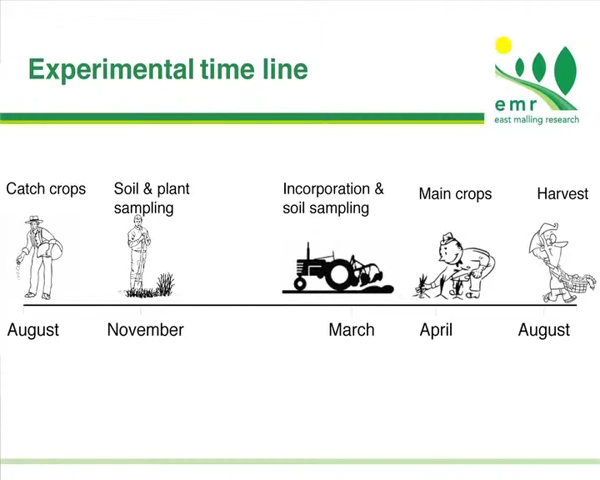 Experimental time line
emr
east malling research
Catch crops
Soil & plant
sampling
Incorporation &
soil sampling
Main crops
Harvest
August
November
March
April
August